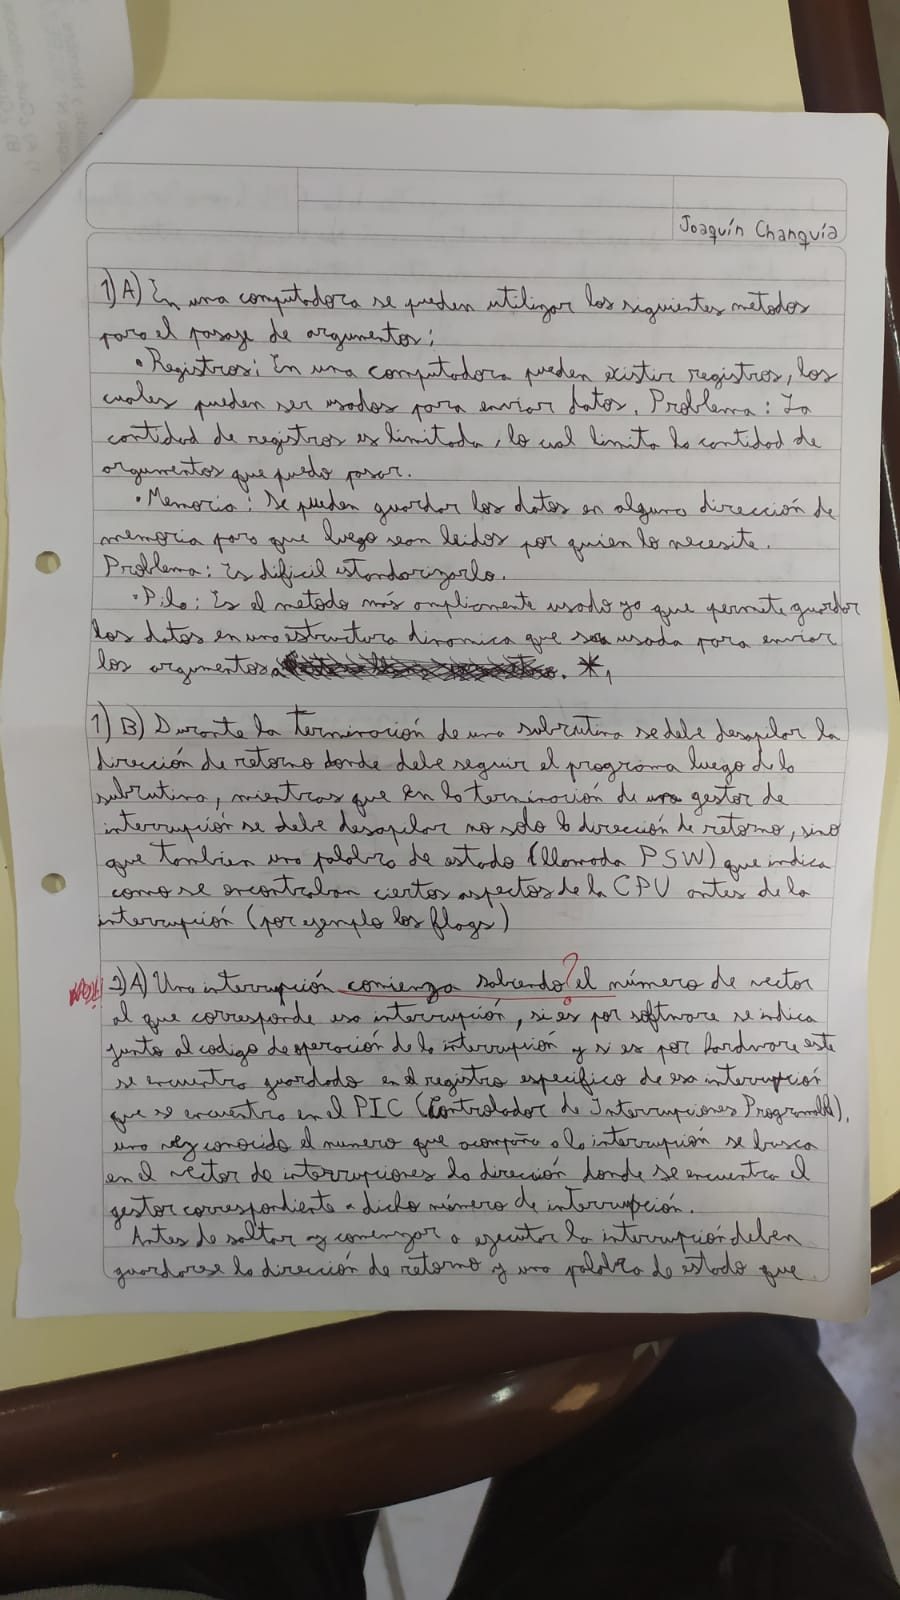 Joaquín Changuía
1) A) En una computadora se pueden utilizar los siguientes metodos
para el pasaje de argumentos:
• Registros: En una computadora pueden existir registros, los
cuales pueden ser usados para enviar datos. Problema: La
cantidad de registros es limitada, lo cual limita la cantidad de
argumentos que puedo pasar.
• Memoria: Se pueden guardar los datos en alguna dirección de
memoria para que luego sean leidos por quien lo necesite.
Problema: Es dificil estandarizarlo.
• Pila: Es el metodo más ampliamente usado ya que permite guardar
los datos en una estructura dinamica que sea usada para enviar
los argumentos . *1
1) B) Durante la terminación de una subrutina se debe desapilar la
dirección de retorno donde debe seguir el programa luego de la
subrutina, mientras que en la terminación de un gestor de
interrupción se debe desapilar no solo la dirección de retorno, sino
que tambien una palabra de estado (llamada PSW) que indica
como se encontraban ciertos aspectos de la CPU antes de la
interrupción (por ejemplo los flags)
2) A) Una interrupción comienza sabiendo ? el número de vector
al que corresponde esa interrupción, si es por software se indica
junto al codigo de operación de la interrupción y si es por hardware este
se encuentra guardado en el registro especifico de esa interrupción
que se encuentra en el PIC (Controlador de Interrupciones Programable),
una vez conocido el numero que acompaña a la interrupción se busca
en el vector de interrupciones la dirección donde se encuentra el
gestor correspondiente a dicho número de interrupción.
Antes de saltar y comenzar a ejecutar la interrupción deben
guardarse la dirección de retorno y una palabra de estado que